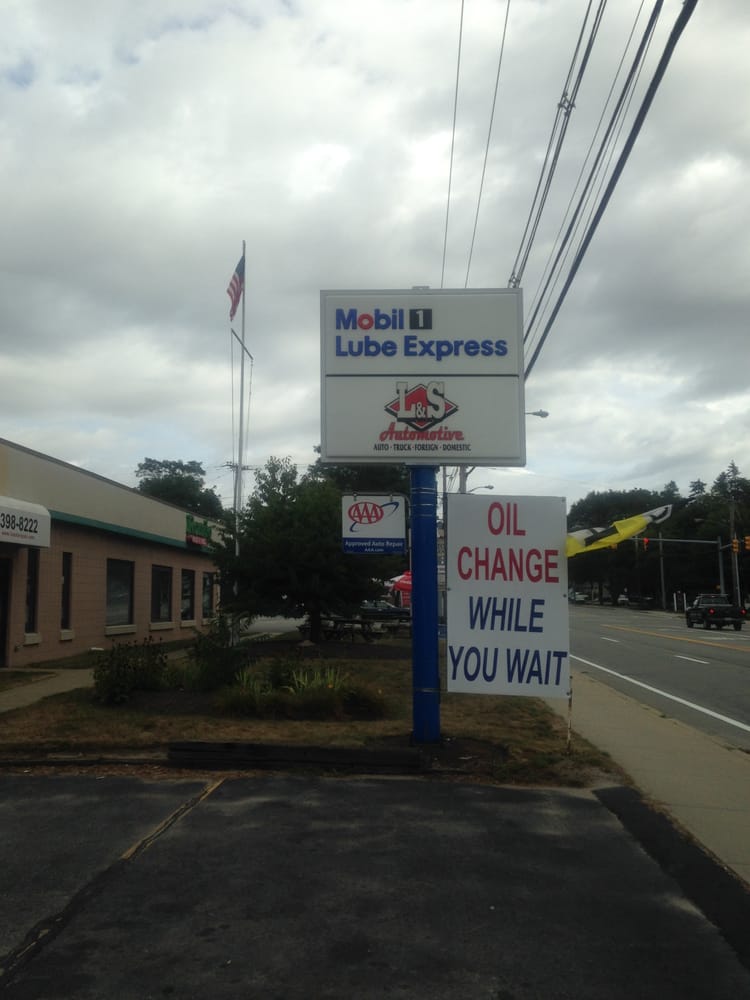 Mobil 1
Lube Express
L&S
Automotive
AUTO · TRUCK · FOREIGN · DOMESTIC
AAA
Approved Auto Repair
OIL
CHANGE
WHILE
YOU WAIT
398-8222